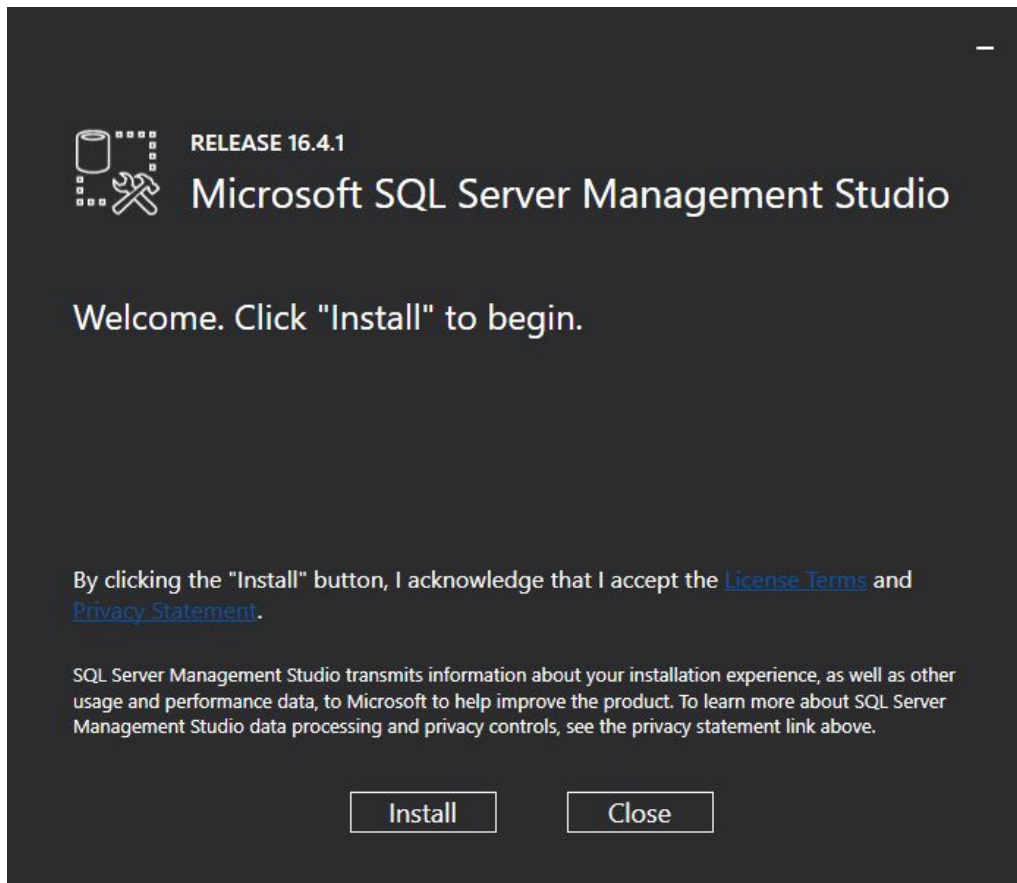 RELEASE 16.4.1
Microsoft SQL Server Management Studio
Welcome. Click "Install" to begin.
By clicking the "Install" button, I acknowledge that I accept the License Terms and
Privacy Statement.
SQL Server Management Studio transmits information about your installation experience, as well as other
usage and performance data, to Microsoft to help improve the product. To learn more about SQL Server
Management Studio data processing and privacy controls, see the privacy statement link above.
Install
Close